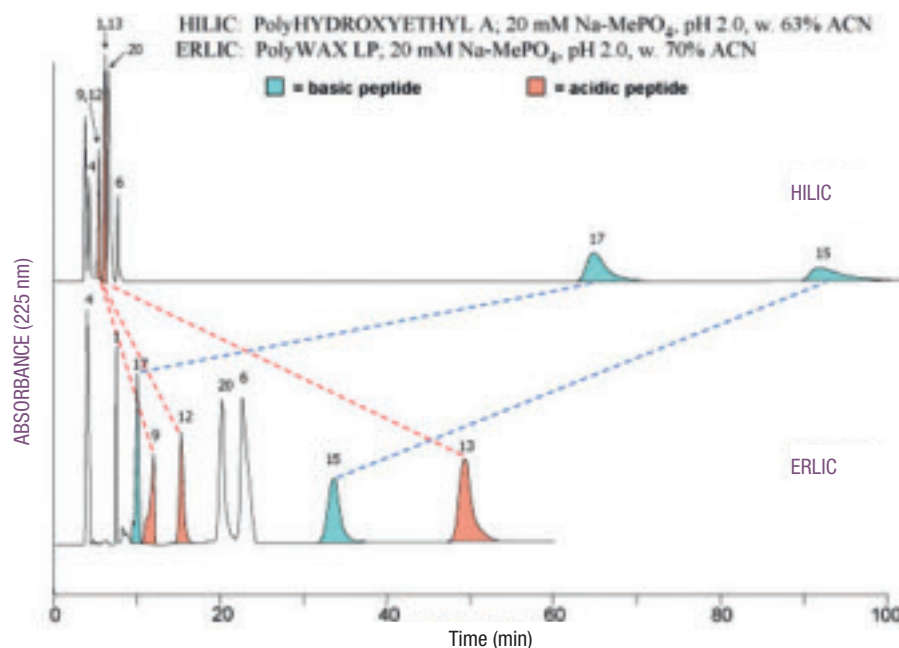 HILIC: PolyHYDROXYETHYL A; 20 mM Na-MePO4, pH 2.0, w. 63% ACN
ERLIC: PolyWAX LP; 20 mM Na-MePO4, pH 2.0, w. 70% ACN
= basic peptide
= acidic peptide
1,13
20
9,12
4
6
HILIC
17
15
ABSORBANCE (225 nm)
4
1
17
9
12
20
6
15
13
ERLIC
0 20 40 60 80 100
Time (min)